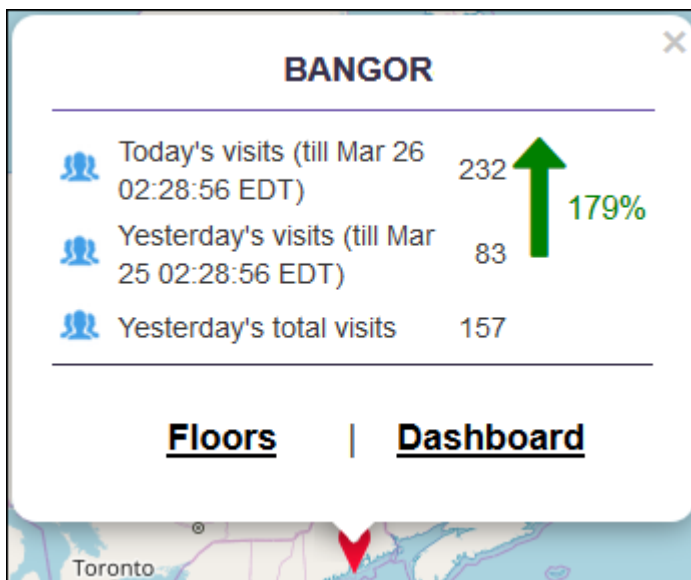 ×
BANGOR
Today's visits (till Mar 26
02:28:56 EDT)
232
179%
Yesterday's visits (till Mar
25 02:28:56 EDT)
83
Yesterday's total visits
157
Floors | Dashboard
Toronto